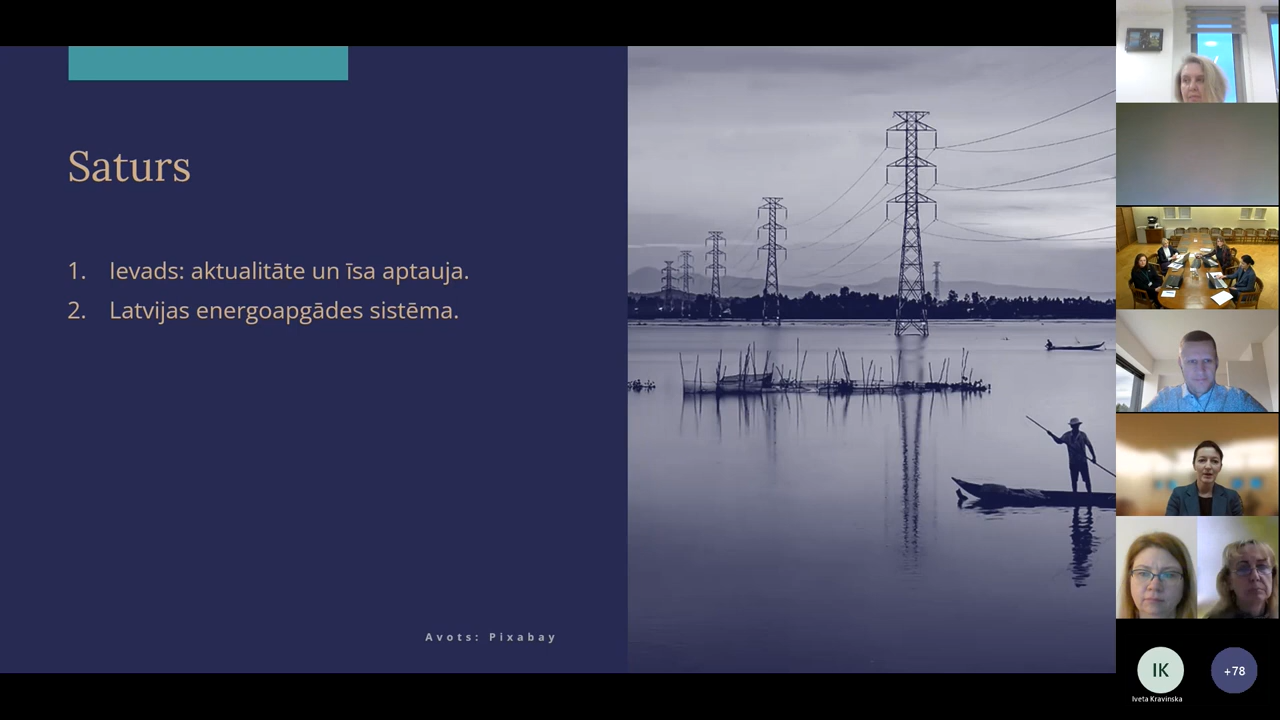 Saturs
1. Ievads: aktualitāte un īsa aptauja.
2. Latvijas energoapgādes sistēma.
Avots: Pixabay
IK
+78
Iveta Kravinska